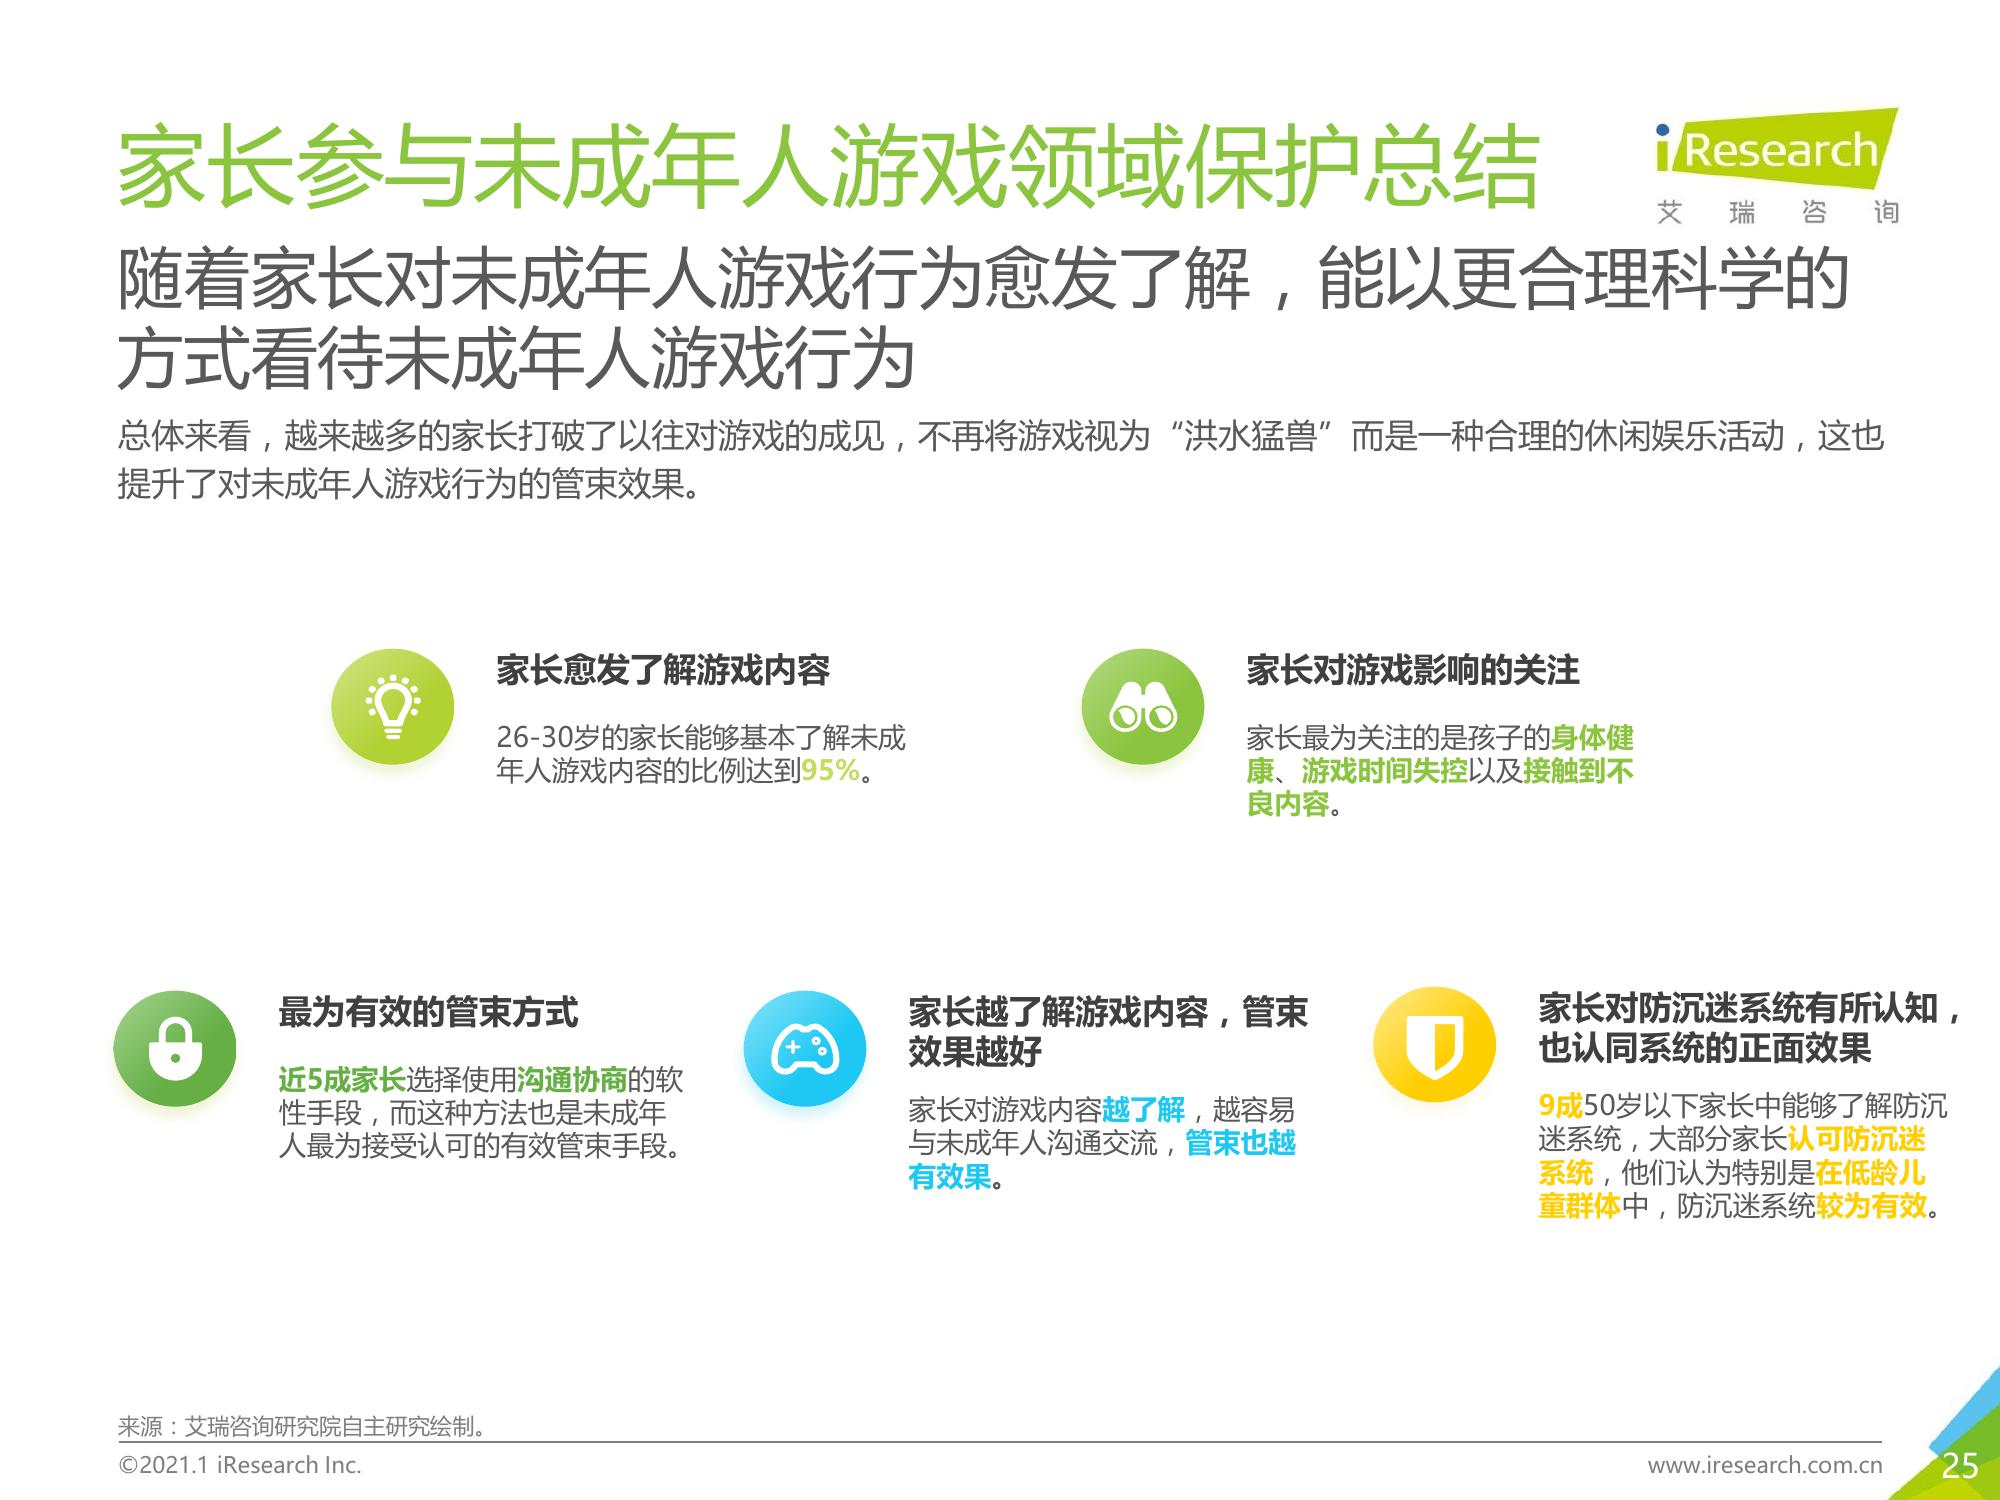 家长参与未成年人游戏领域保护总结
iResearch
艾瑞咨询
随着家长对未成年人游戏行为愈发了解，能以更合理科学的
方式看待未成年人游戏行为
总体来看，越来越多的家长打破了以往对游戏的成见，不再将游戏视为“洪水猛兽”而是一种合理的休闲娱乐活动，这也
提升了对未成年人游戏行为的管束效果。
家长愈发了解游戏内容
26-30岁的家长能够基本了解未成
年人游戏内容的比例达到95%。
家长对游戏影响的关注
家长最为关注的是孩子的身体健
康、游戏时间失控以及接触到不
良内容。
最为有效的管束方式
近5成家长选择使用沟通协商的软
性手段，而这种方法也是未成年
人最为接受认可的有效管束手段。
家长越了解游戏内容，管束
效果越好
家长对游戏内容越了解，越容易
与未成年人沟通交流，管束也越
有效果。
家长对防沉迷系统有所认知，
也认同系统的正面效果
9成50岁以下家长中能够了解防沉
迷系统，大部分家长认可防沉迷
系统，他们认为特别是在低龄儿
童群体中，防沉迷系统较为有效。
来源：艾瑞咨询研究院自主研究绘制。
©2021.1 iResearch Inc.
www.iresearch.com.cn
25